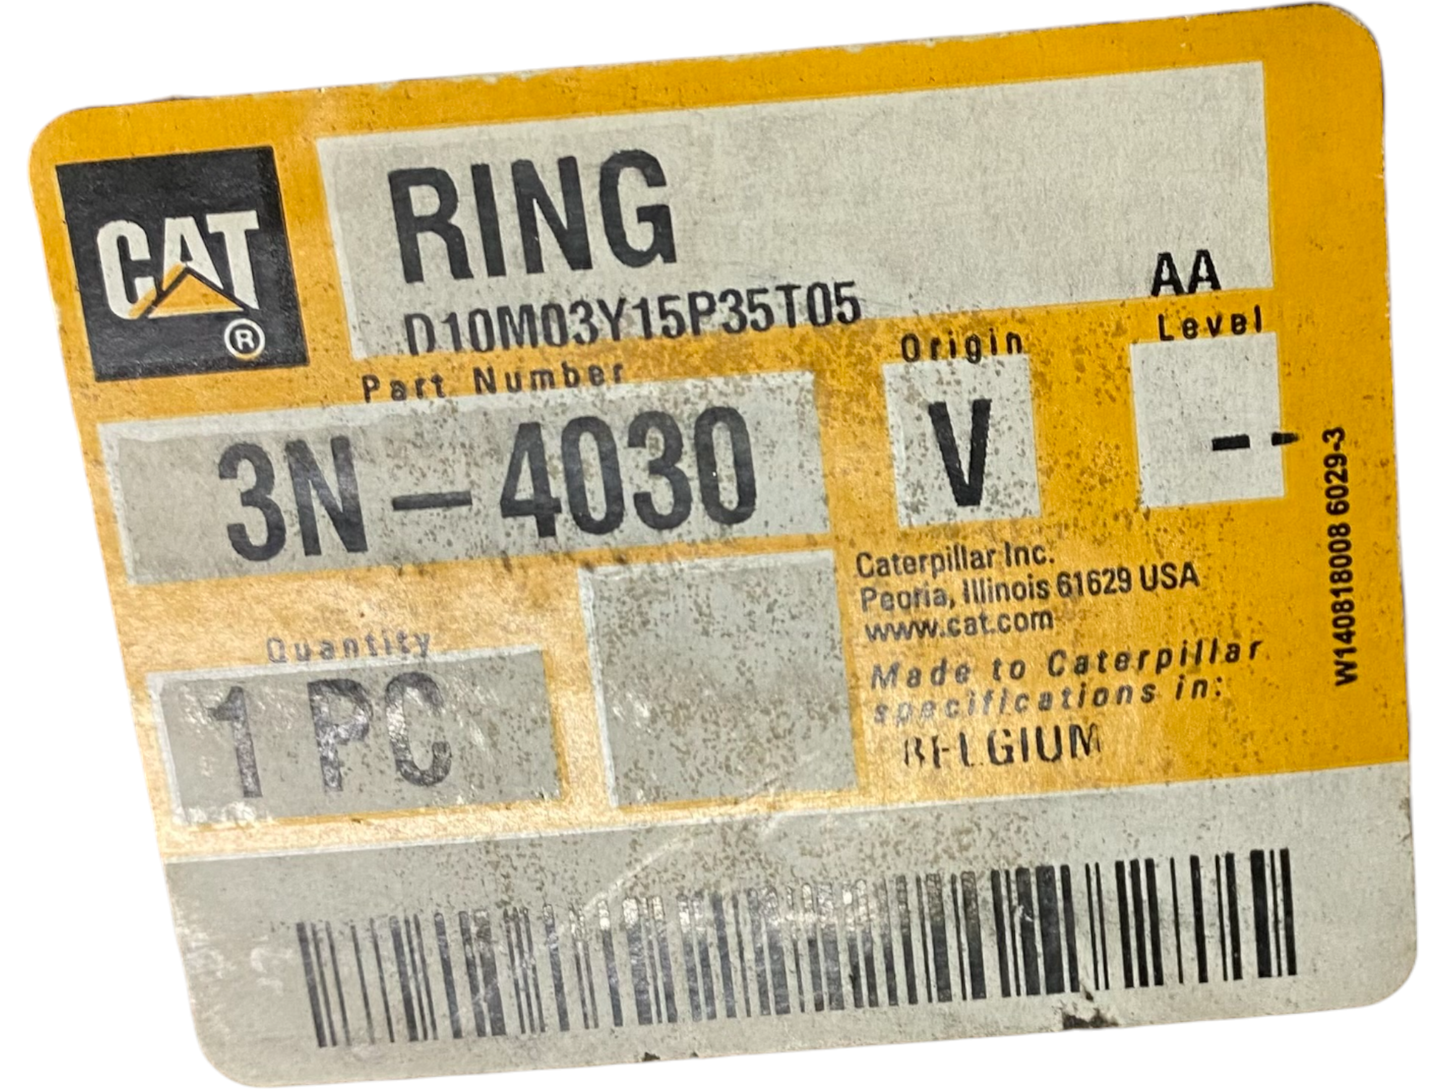 CAT
®
RING
D10M03Y15P35T05
AA
Part Number
Origin
Level
3N-4030
V
--
Caterpillar Inc.
Peoria, Illinois 61629 USA
www.cat.com
Made to Caterpillar
specifications in:
BELGIUM
Quantity
1 PC
W140818008 6029-3